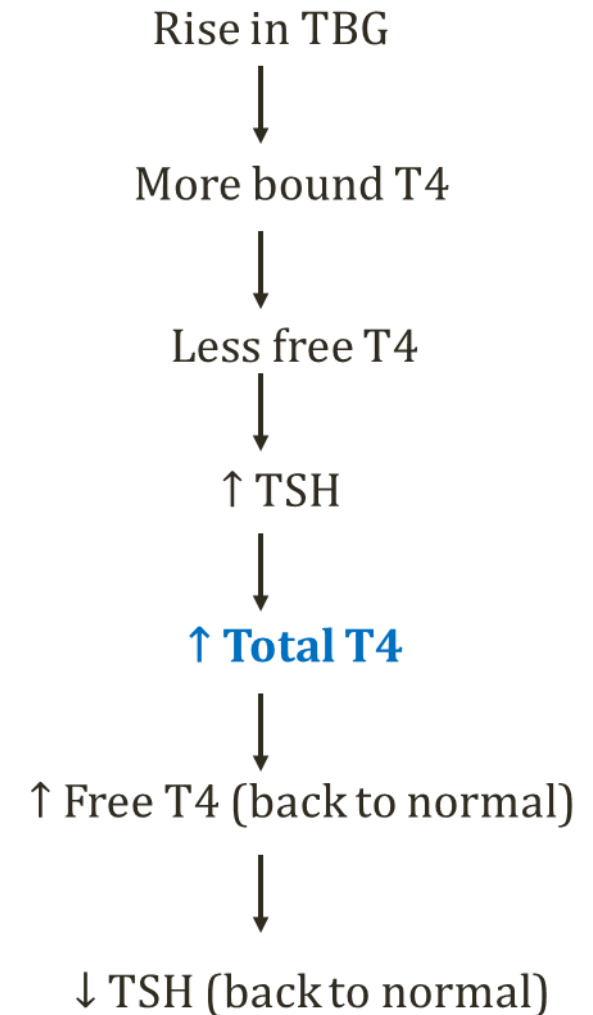 Rise in TBG
More bound T4
Less free T4
↑ TSH
↑ Total T4
↑ Free T4 (back to normal)
↓ TSH (back to normal)